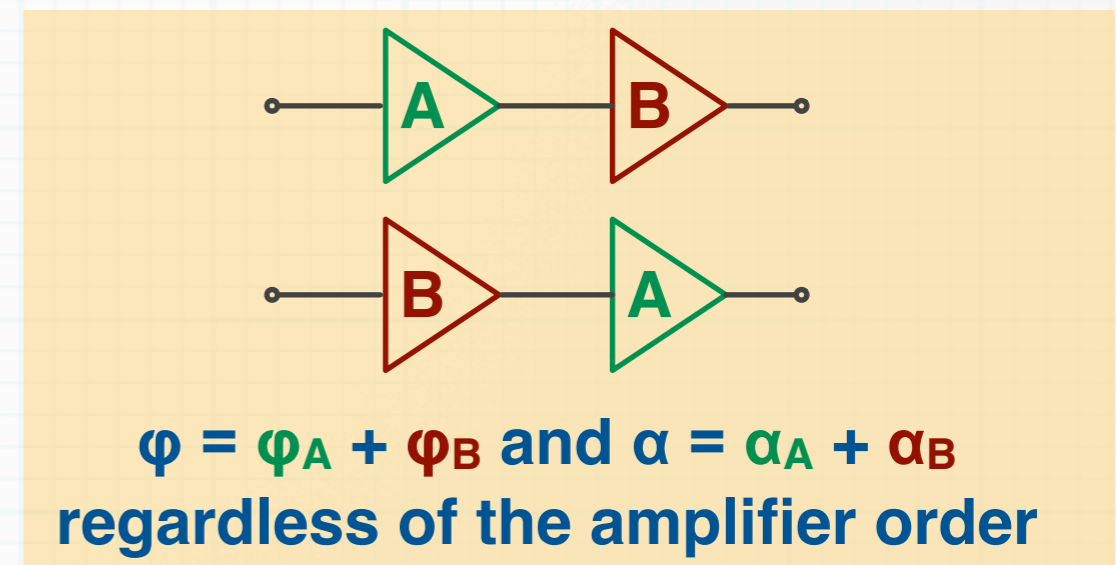 A B
B A
φ = φA + φB and α = αA + αB
regardless of the amplifier order